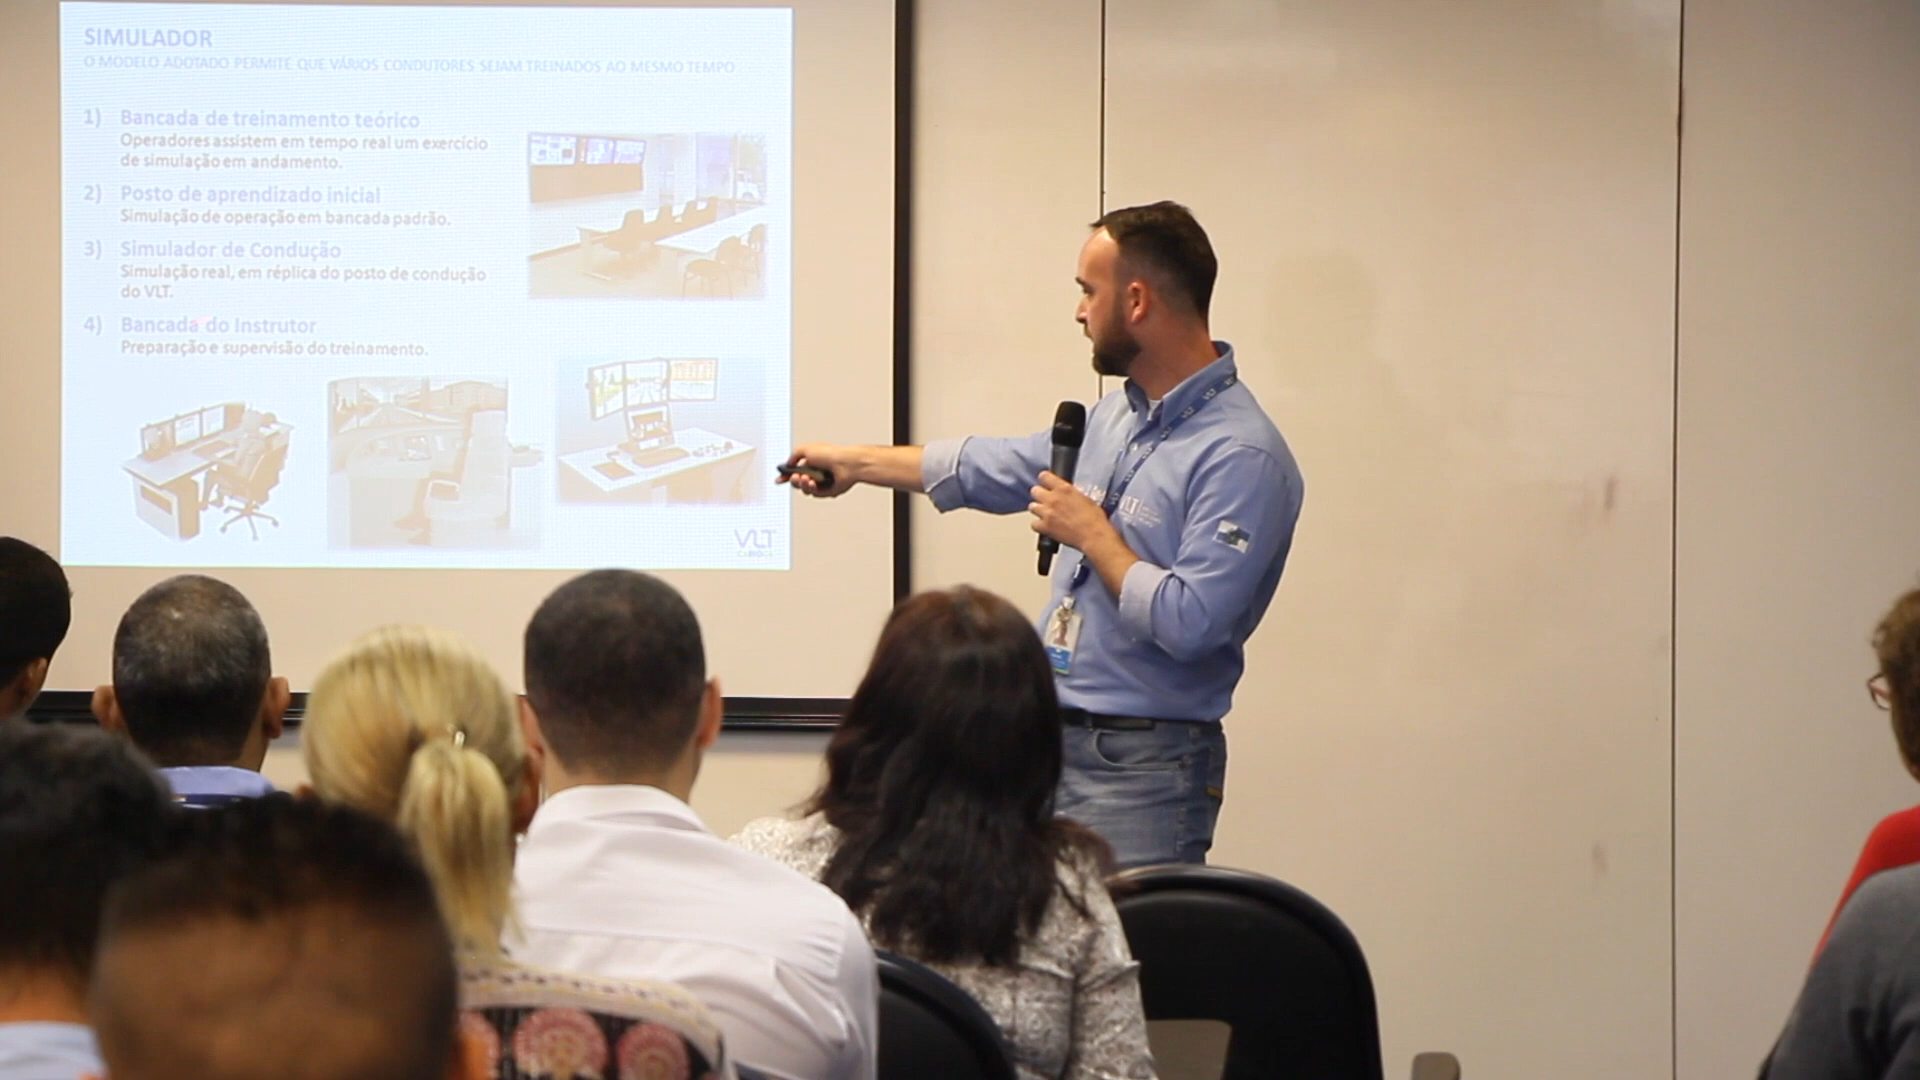 SIMULADOR
O MODELO ADOTADO PERMITE QUE VÁRIOS CONDUTORES SEJAM TREINADOS AO MESMO TEMPO
1) Bancada de treinamento teórico
Operadores assistem em tempo real um exercício
de simulação em andamento.
2) Posto de aprendizado inicial
Simulação de operação em bancada padrão.
3) Simulador de Condução
Simulação real, em réplica do posto de condução
do VLT.
4) Bancada do Instrutor
Preparação e supervisão do treinamento.
VLT
VLT